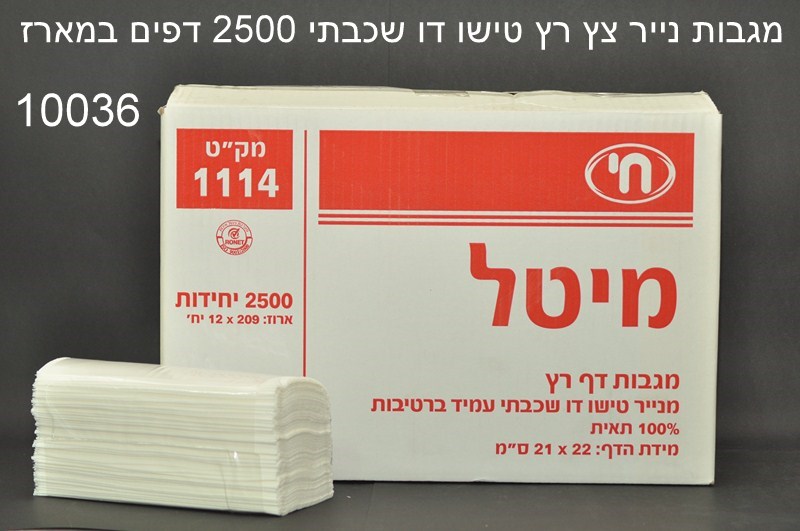 מגבות נייר צץ רץ טישו דו שכבתי 2500 דפים במארז
10036
חי
מק״ט
1114
RONET
מיטל
2500 יחידות
ארוז: 209 x 12 יח׳
מגבות דף רץ
מנייר טישו דו שכבתי עמיד ברטיבות
100% תאית
מידת הדף: 22 x 21 ס״מ